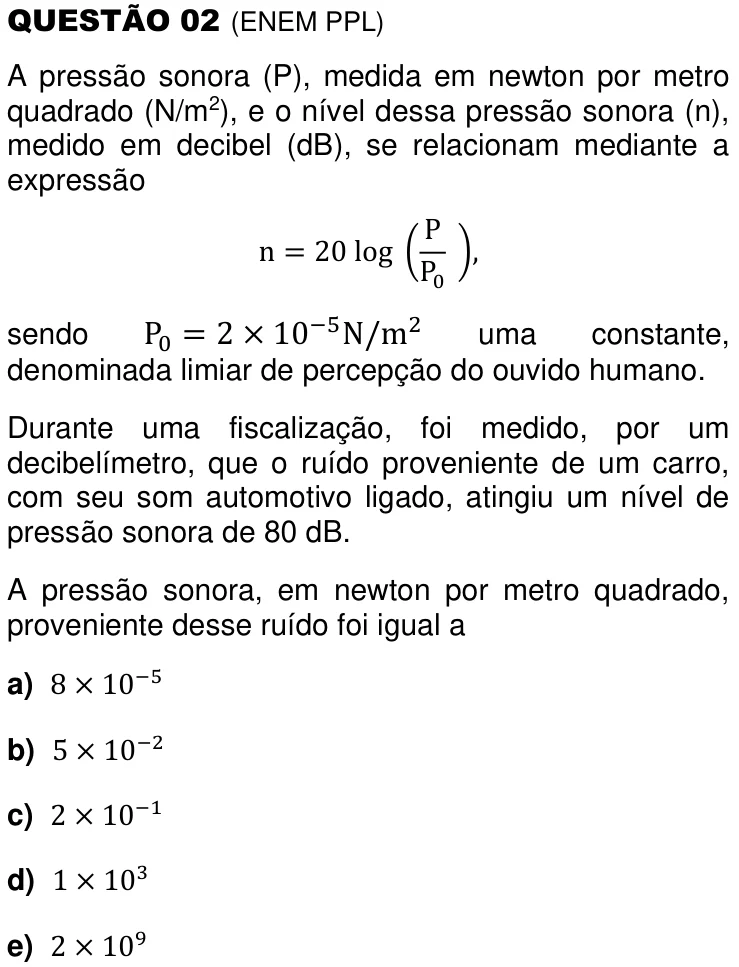 QUESTÃO 02 (ENEM PPL)
A pressão sonora (P), medida em newton por metro
quadrado (N/m²), e o nível dessa pressão sonora (n),
medido em decibel (dB), se relacionam mediante a
expressão
n = 20 log (P/P₀),
sendo P₀ = 2 × 10⁻⁵N/m² uma constante,
denominada limiar de percepção do ouvido humano.
Durante uma fiscalização, foi medido, por um
decibelímetro, que o ruído proveniente de um carro,
com seu som automotivo ligado, atingiu um nível de
pressão sonora de 80 dB.
A pressão sonora, em newton por metro quadrado,
proveniente desse ruído foi igual a
a) 8 × 10⁻⁵
b) 5 × 10⁻²
c) 2 × 10⁻¹
d) 1 × 10³
e) 2 × 10⁹